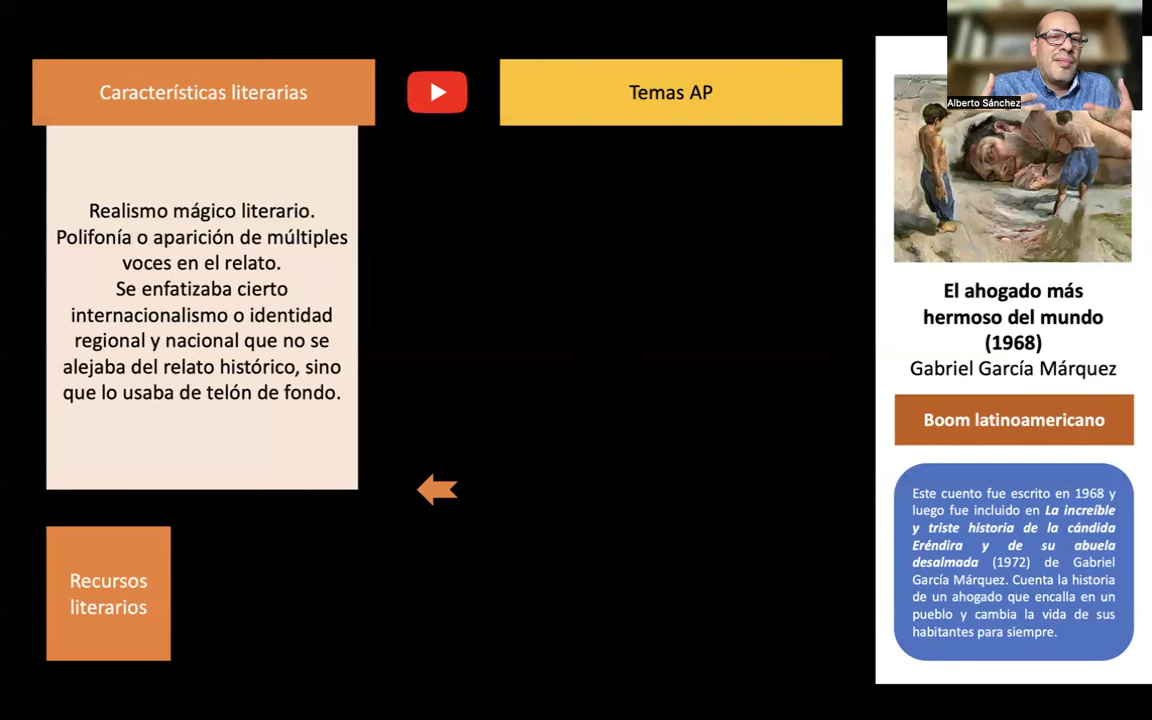 Características literarias
Realismo mágico literario.
Polifonía o aparición de múltiples
voces en el relato.
Se enfatizaba cierto
internacionalismo o identidad
regional y nacional que no se
alejaba del relato histórico, sino
que lo usaba de telón de fondo.
Recursos
literarios
Temas AP
Alberto Sánchez
El ahogado más
hermoso del mundo
(1968)
Gabriel García Márquez
Boom latinoamericano
Este cuento fue escrito en 1968 y
luego fue incluido en La increíble
y triste historia de la cándida
Eréndira y de su abuela
desalmada (1972) de Gabriel
García Márquez. Cuenta la historia
de un ahogado que encalla en un
pueblo y cambia la vida de sus
habitantes para siempre.